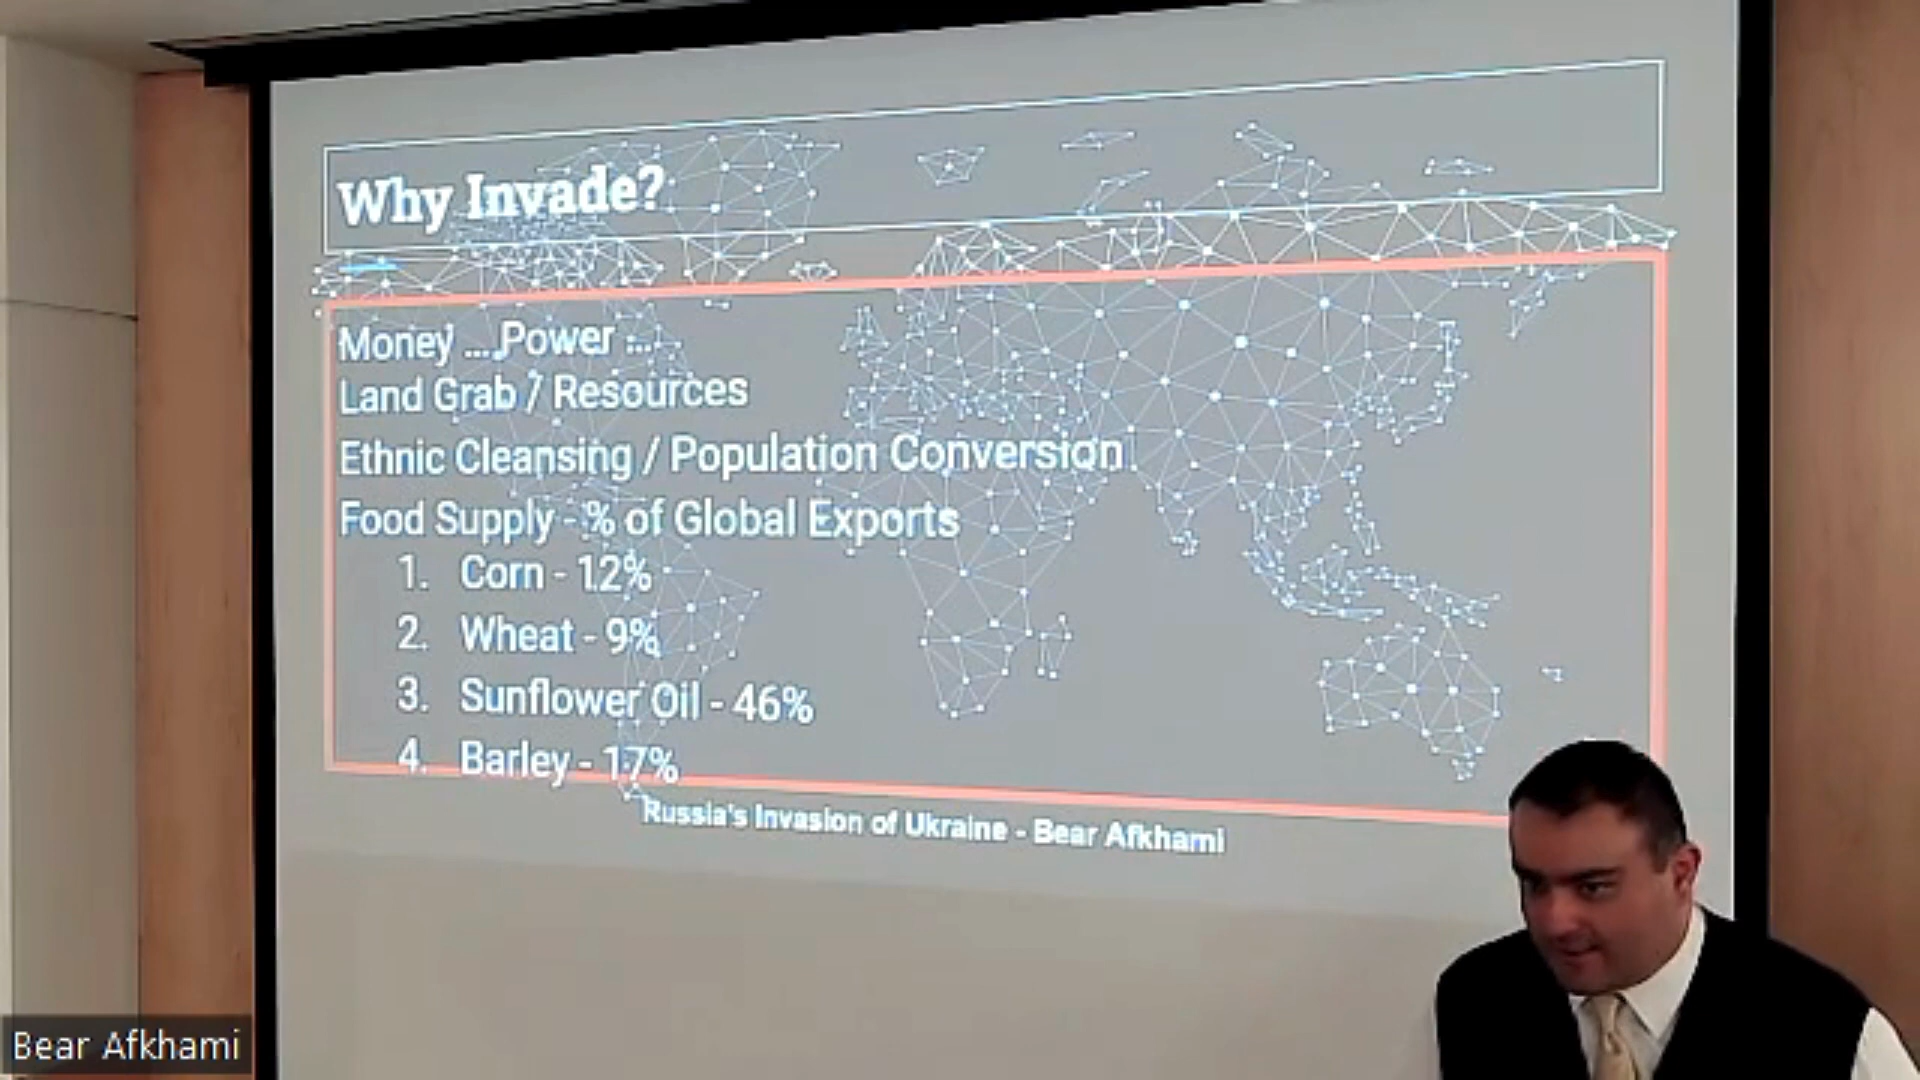 Why Invade?
Money ... Power ...
Land Grab / Resources
Ethnic Cleansing / Population Conversion
Food Supply - % of Global Exports
1. Corn - 12%
2. Wheat - 9%
3. Sunflower Oil - 46%
4. Barley - 17%
Russia's Invasion of Ukraine - Bear Afkhami
Bear Afkhami